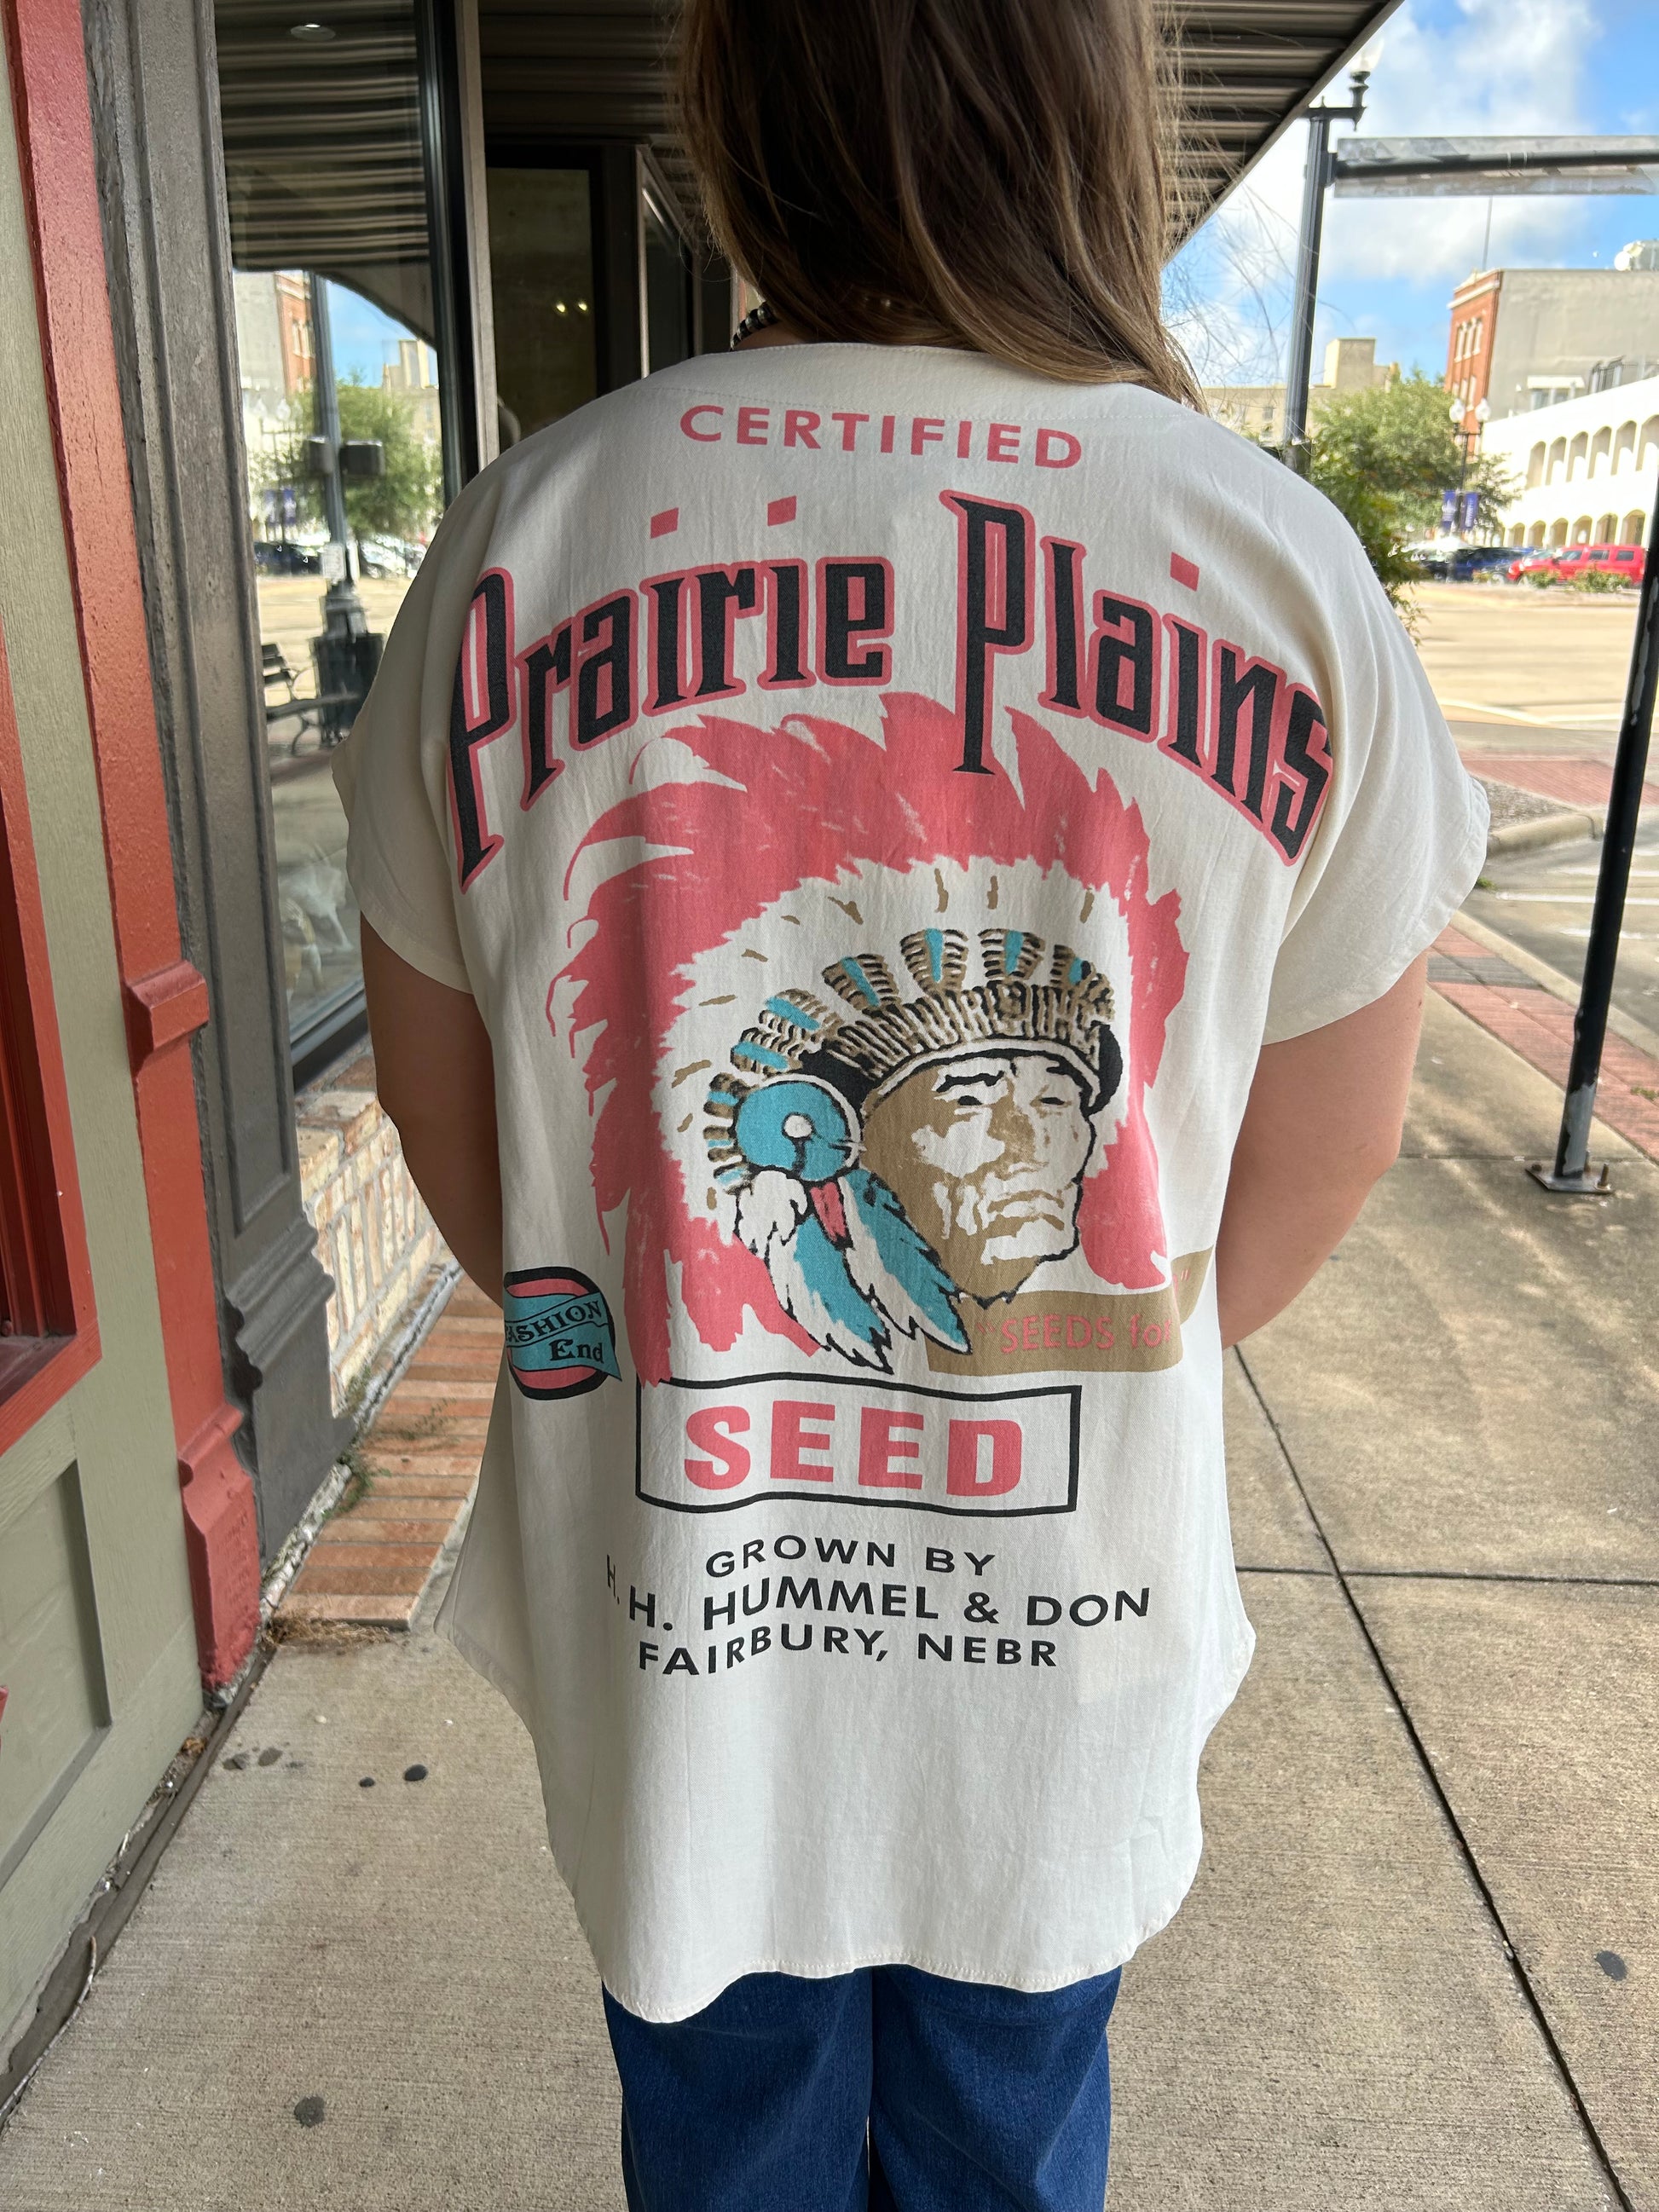 CERTIFIED
Prairie Plains
"SEEDS for
FASHION
End
SEED
GROWN BY
H. H. HUMMEL & DON
FAIRBURY, NEBR